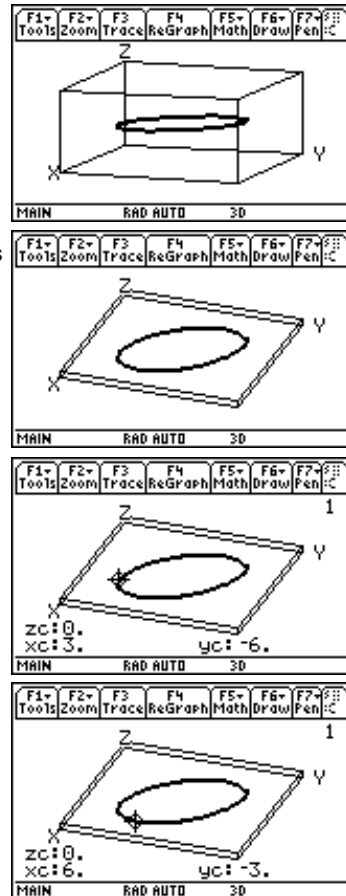 F1▾ F2▾ F3 F4 F5▾ F6▾ F7▾
Tools Zoom Trace ReGraph Math Draw Pen :C
Z
Y
X
MAIN RAD AUTO 3D
s
F1▾ F2▾ F3 F4 F5▾ F6▾ F7▾
Tools Zoom Trace ReGraph Math Draw Pen :C
Z
Y
X
MAIN RAD AUTO 3D
F1▾ F2▾ F3 F4 F5▾ F6▾ F7▾
Tools Zoom Trace ReGraph Math Draw Pen :C
1
Z
Y
X
zc:0.
xc:3. yc:-6.
MAIN RAD AUTO 3D
F1▾ F2▾ F3 F4 F5▾ F6▾ F7▾
Tools Zoom Trace ReGraph Math Draw Pen :C
1
Z
Y
X
zc:0.
xc:6. yc:-3.
MAIN RAD AUTO 3D